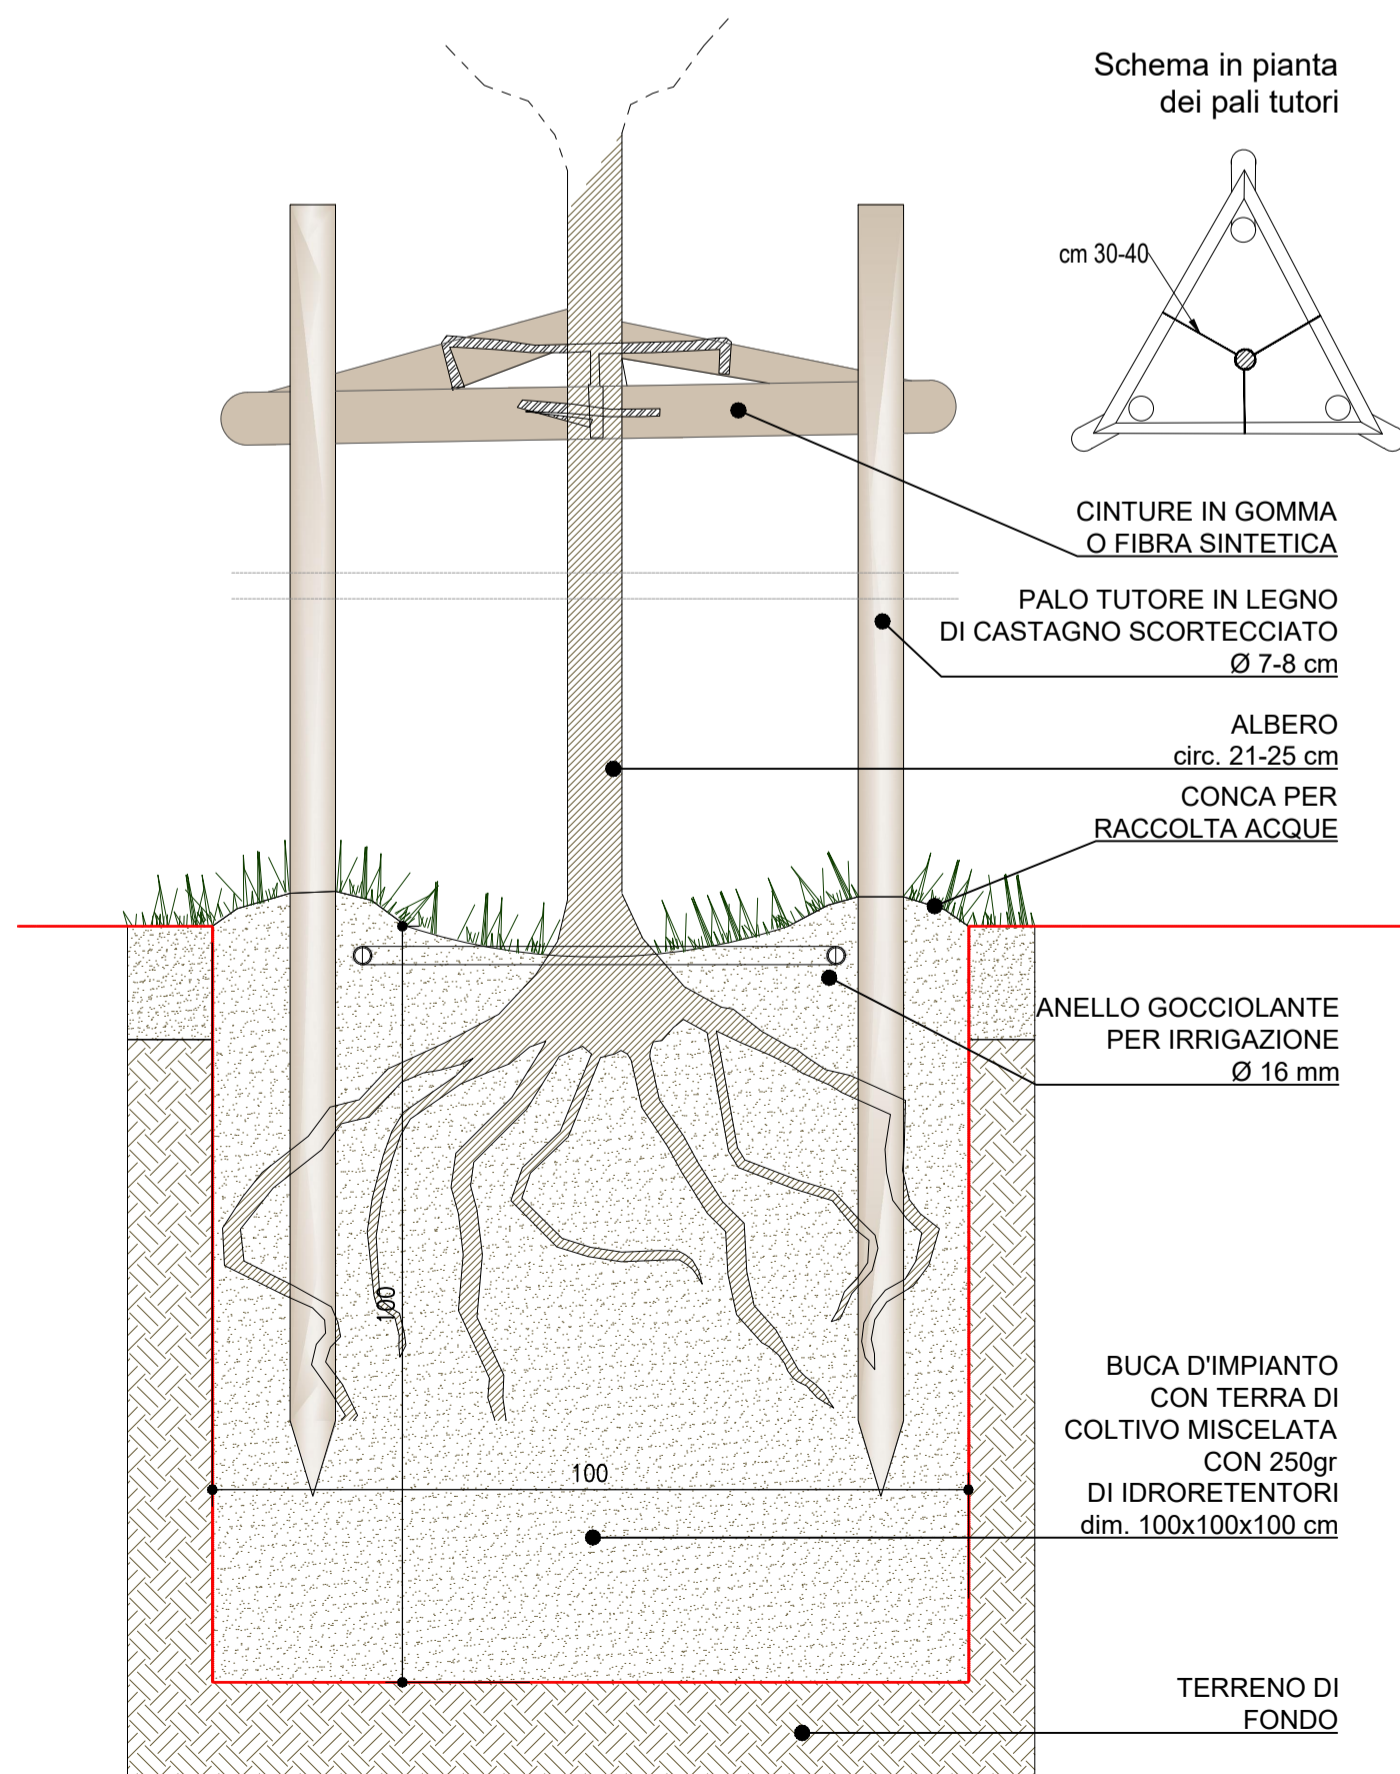 Schema in pianta
dei pali tutori
cm 30-40
CINTURE IN GOMMA
O FIBRA SINTETICA
PALO TUTORE IN LEGNO
DI CASTAGNO SCORTECCIATO
Ø 7-8 cm
ALBERO
circ. 21-25 cm
CONCA PER
RACCOLTA ACQUE
ANELLO GOCCIOLANTE
PER IRRIGAZIONE
Ø 16 mm
100
BUCA D'IMPIANTO
CON TERRA DI
COLTIVO MISCELATA
CON 250gr
DI IDRORETENTORI
dim. 100x100x100 cm
100
TERRENO DI
FONDO